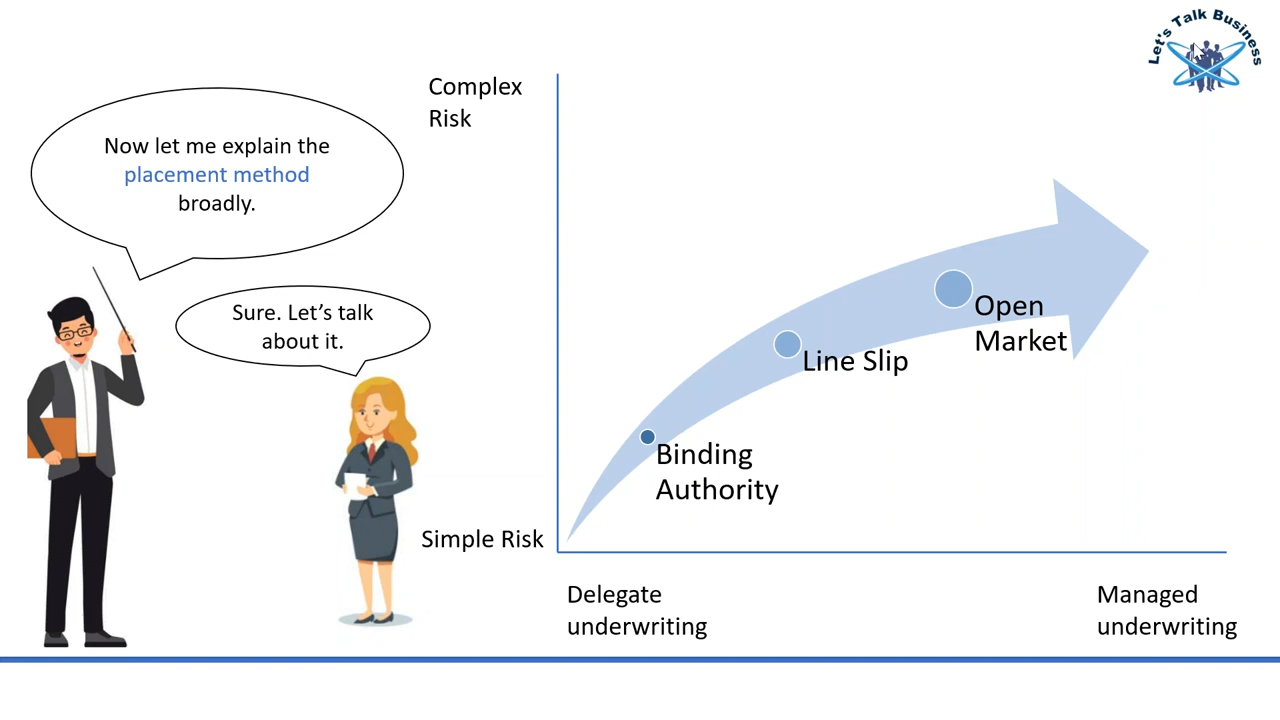 Let's Talk Business
Complex
Risk
Now let me explain the
placement method
broadly.
Sure. Let’s talk
about it.
Open
Market
Line Slip
Binding
Authority
Simple Risk
Delegate
underwriting
Managed
underwriting